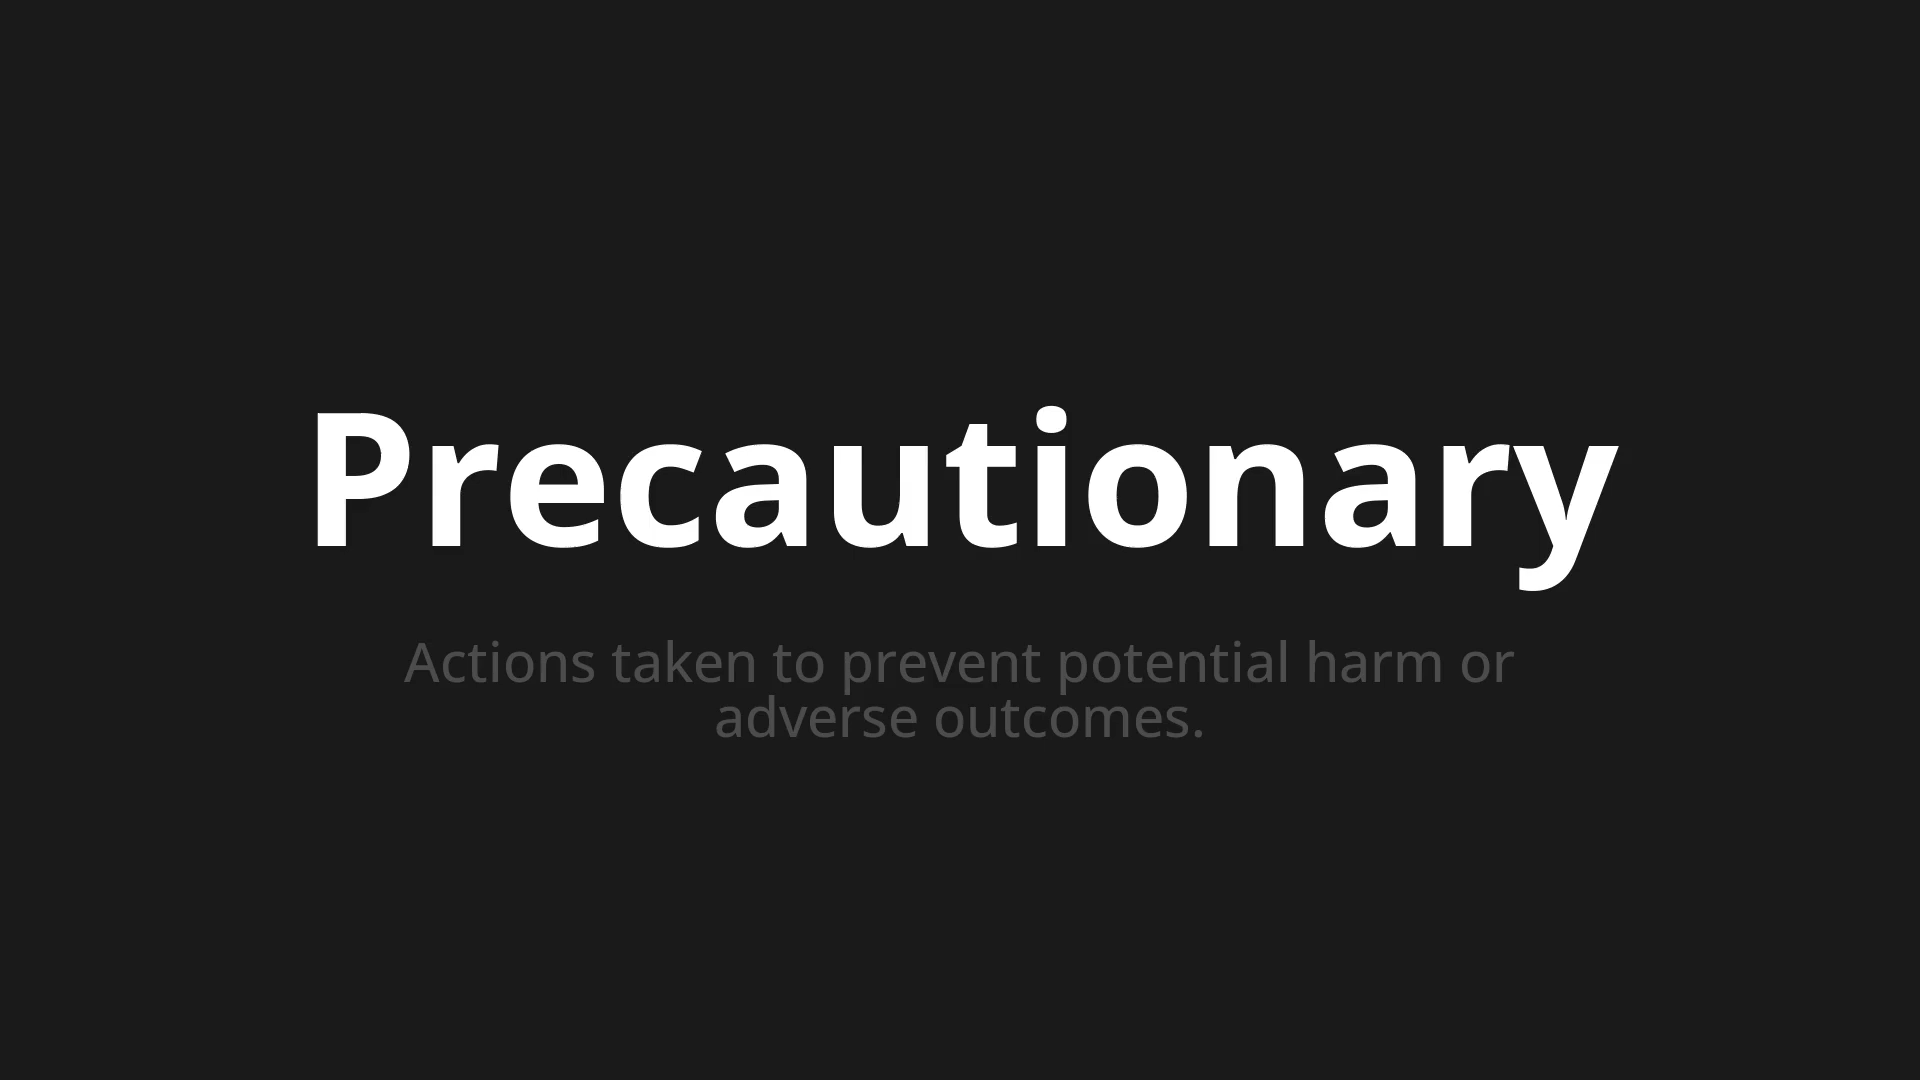 Precautionary
Actions taken to prevent potential harm or
adverse outcomes.